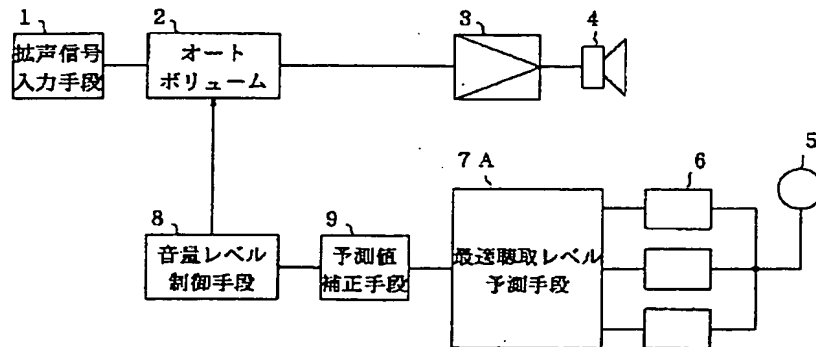 1
拡声信号
入力手段
2
オート
ボリューム
3
4
5
6
7A
最適聴取レベル
予測手段
8
音量レベル
制御手段
9
予測値
補正手段